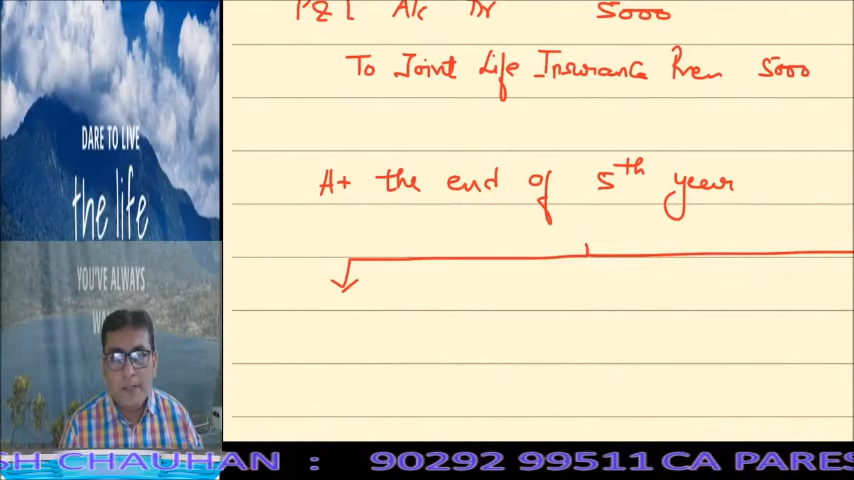 P & L A/c Dr 5000
To Joint Life Insurance Prem 5000
At the end of 5th year
DARE TO LIVE
the life
YOU'VE ALWAYS
SH CHAUHAN : 90292 99511 CA PARES